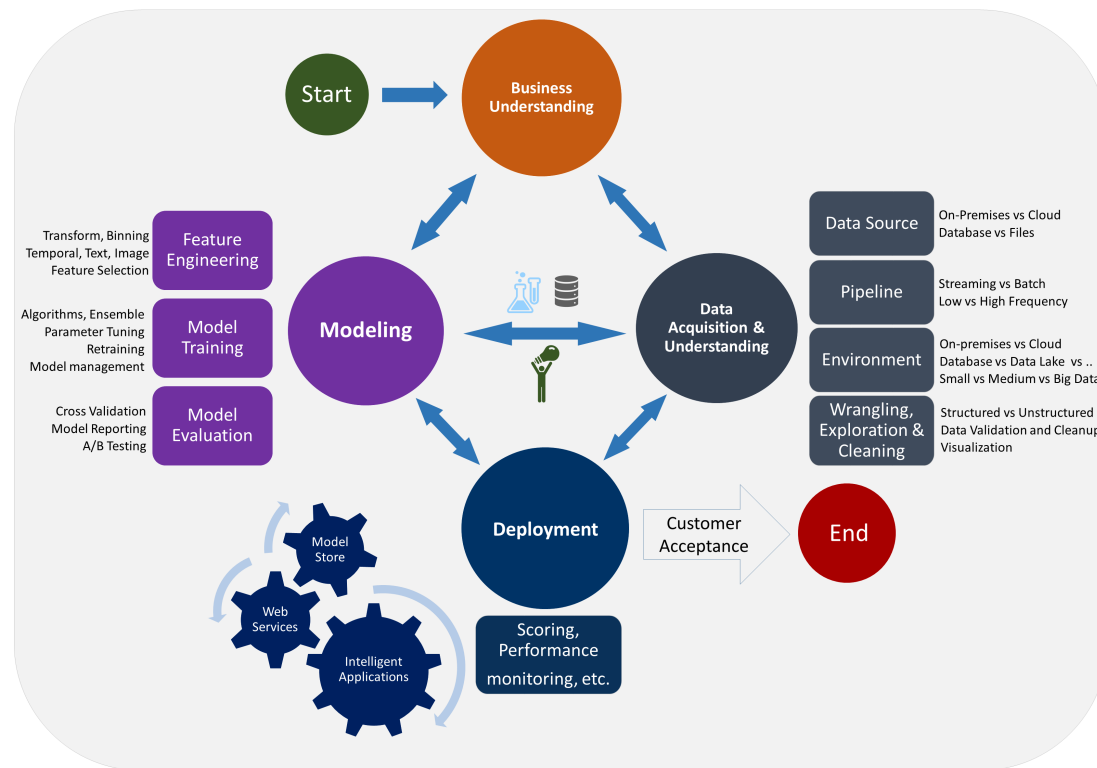 Start
Business
Understanding
Transform, Binning
Temporal, Text, Image
Feature Selection
Feature
Engineering
Algorithms, Ensemble
Parameter Tuning
Retraining
Model management
Model
Training
Cross Validation
Model Reporting
A/B Testing
Model
Evaluation
Modeling
Data
Acquisition &
Understanding
Data Source
On-Premises vs Cloud
Database vs Files
Pipeline
Streaming vs Batch
Low vs High Frequency
Environment
On-premises vs Cloud
Database vs Data Lake vs ..
Small vs Medium vs Big Data
Wrangling,
Exploration &
Cleaning
Structured vs Unstructured
Data Validation and Cleanup
Visualization
Deployment
Customer
Acceptance
End
Model
Store
Web
Services
Intelligent
Applications
Scoring,
Performance
monitoring, etc.